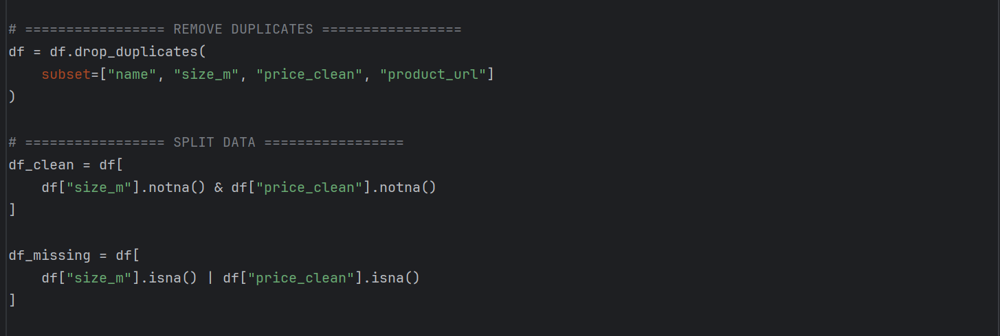 # ================= REMOVE DUPLICATES =================
df = df.drop_duplicates(
    subset=["name", "size_m", "price_clean", "product_url"]
)
# ================= SPLIT DATA =================
df_clean = df[
    df["size_m"].notna() & df["price_clean"].notna()
]
df_missing = df[
    df["size_m"].isna() | df["price_clean"].isna()
]